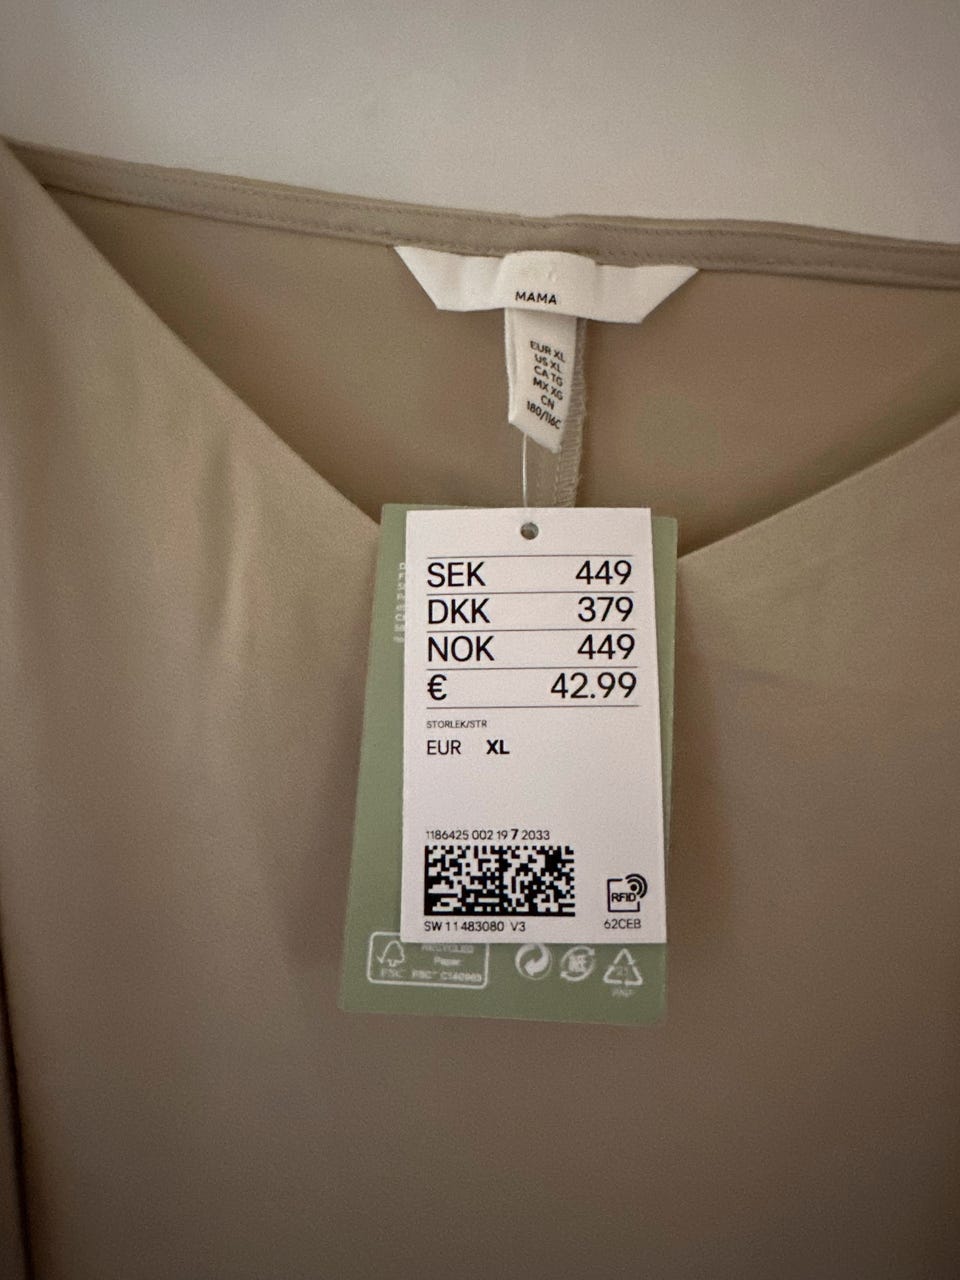 MAMA
EUR XL
US XL
CA TG
MX XG
CN
180/116C
SEK 449
DKK 379
NOK 449
€ 42.99
STORLEK/STR
EUR XL
1186425 002 19 7 2033
SW 11 483080 V3
RFID
62CEB
RECYCLED
Paper
FSC FSC® C140963
21
PAP